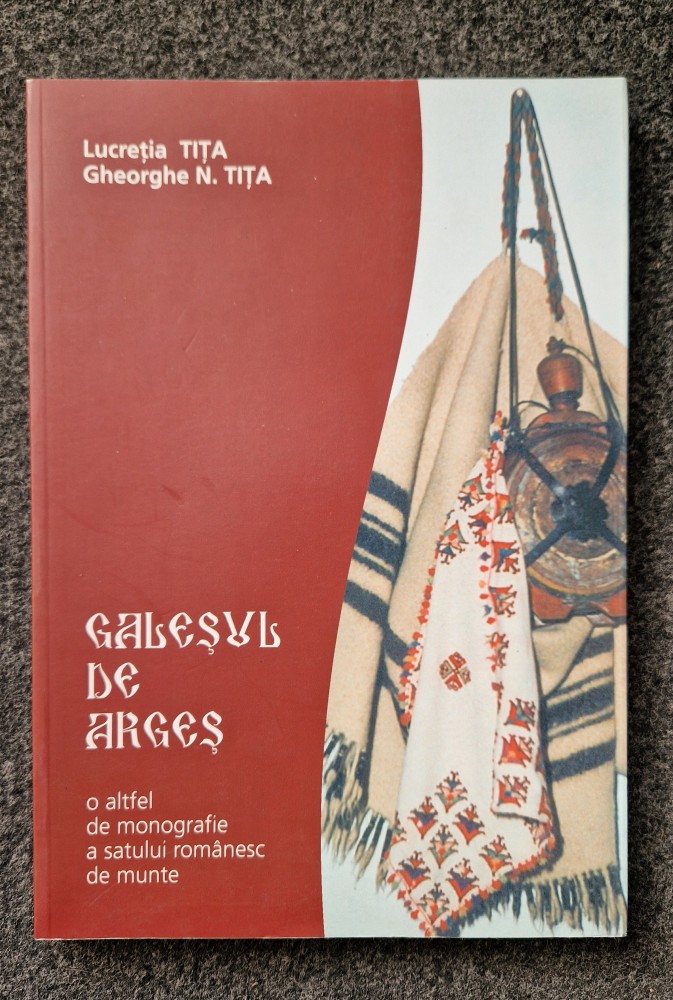 Lucreția TIȚA
Gheorghe N. TIȚA
GALEȘUL
DE
ARGEȘ
o altfel
de monografie
a satului românesc
de munte